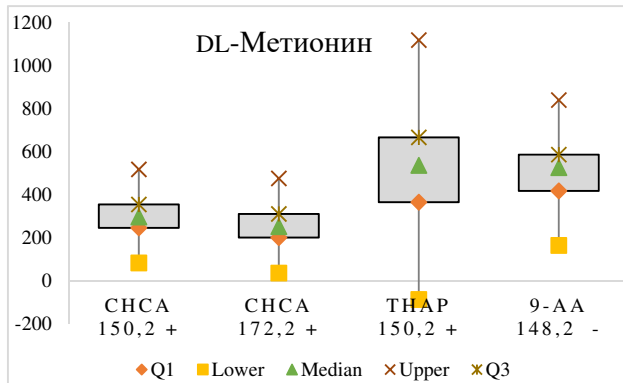 DL-Метионин
1200
1000
800
600
400
200
0
-200
CHCA CHCA THAP 9-AA
150,2 + 172,2 + 150,2 + 148,2 -
Q1 Lower Median Upper Q3